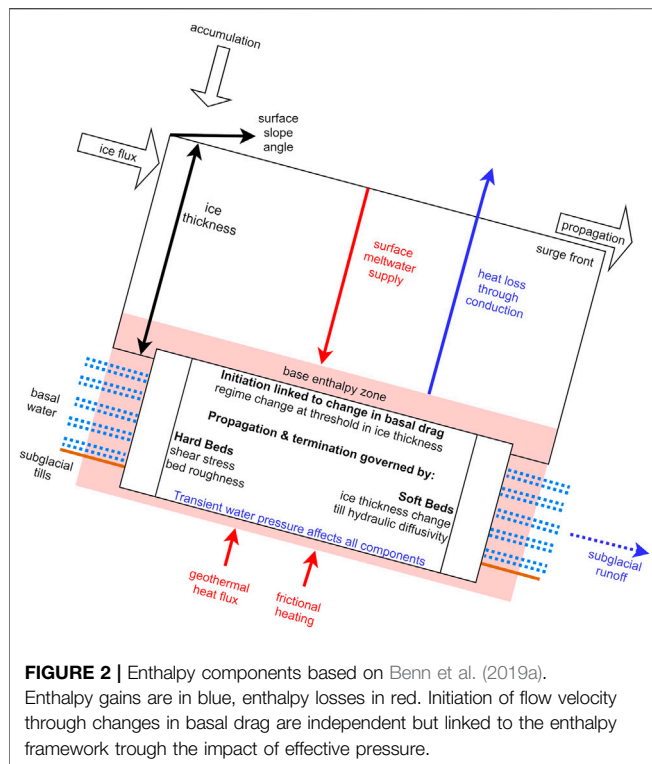 accumulation
surface
slope
angle
ice flux
ice
thickness
surface
meltwater
supply
heat loss
through
conduction
propagation
surge front
base enthalpy zone
basal
water
subglacial
tills
Initiation linked to change in basal drag
regime change at threshold in ice thickness
Propagation & termination governed by:
Hard Beds
shear stress
bed roughness
Soft Beds
ice thickness change
till hydraulic diffusivity
Transient water pressure affects all components
geothermal
heat flux
frictional
heating
subglacial
runoff
FIGURE 2 | Enthalpy components based on Benn et al. (2019a).
Enthalpy gains are in blue, enthalpy losses in red. Initiation of flow velocity
through changes in basal drag are independent but linked to the enthalpy
framework trough the impact of effective pressure.